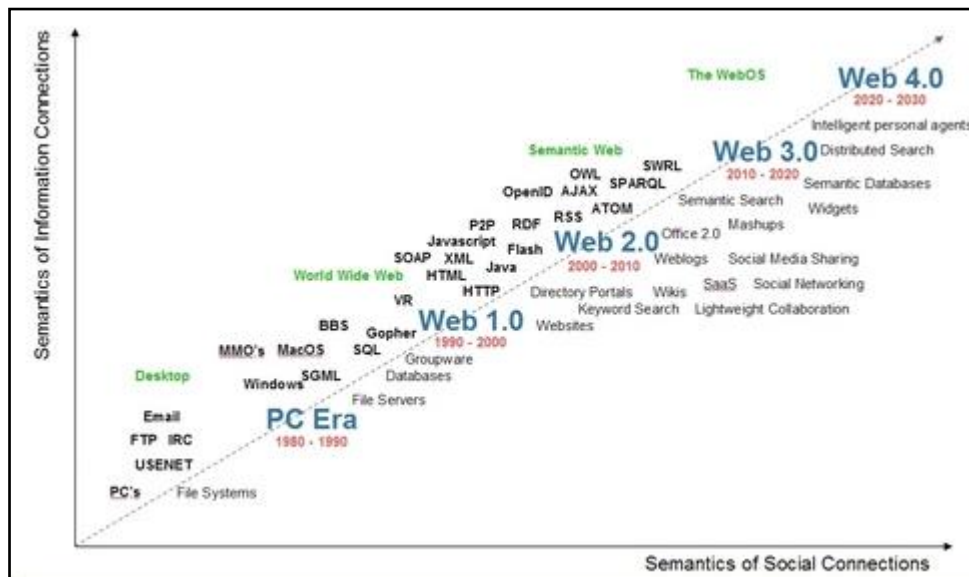 Semantics of Information Connections
The WebOS
Web 4.0
2020 - 2030
Intelligent personal agents
Semantic Web
SWRL
Web 3.0
Distributed Search
2010 - 2020
OWL
OpenID
AJAX
SPARQL
Semantic Databases
Semantic Search
ATOM
Widgets
RSS
P2P
RDF
Mashups
Office 2.0
Javascript
Flash
Web 2.0
2000 - 2010
SOAP
XML
Weblogs
Social Media Sharing
World Wide Web
HTML
Java
SaaS
Social Networking
HTTP
Directory Portals
Wikis
VR
Keyword Search
Lightweight Collaboration
Web 1.0
1990 - 2000
Websites
BBS
Gopher
MMO's
MacOS
SQL
Groupware
Desktop
Windows
SGML
Databases
File Servers
PC Era
1980 - 1990
Email
FTP
IRC
USENET
PC's
File Systems
Semantics of Social Connections